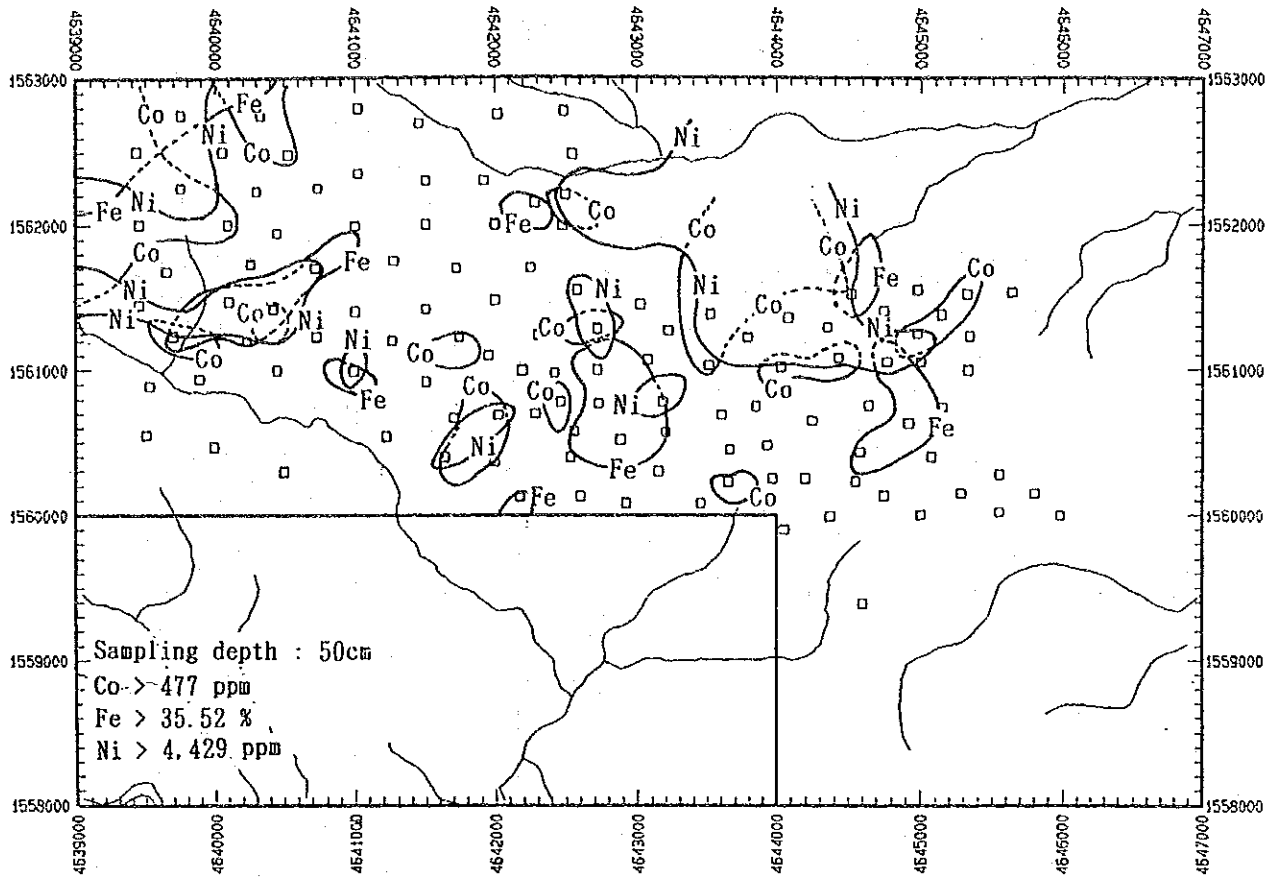 4639000 4640000 4641000 4642000 4643000 4644000 4645000 4646000 4647000
1563000 1563000
Co Fe
Ni Ni
Co
Fe Ni Co Ni
Fe Co
1562000 1562000
Co Co
Fe Fe Co
Ni Ni Ni
Co Co
Ni Co Ni Co Ni
Co Ni Co
1561000 1561000
Fe Co Co Co
Ni
Ni Fe
Fe
Fe Co
1560000 1560000
Sampling depth : 50cm
1559000 1559000
Co > 477 ppm
Fe > 35.52 %
Ni > 4,429 ppm
1558000 1558000
4639000 4640000 4641000 4642000 4643000 4644000 4645000 4646000 4647000